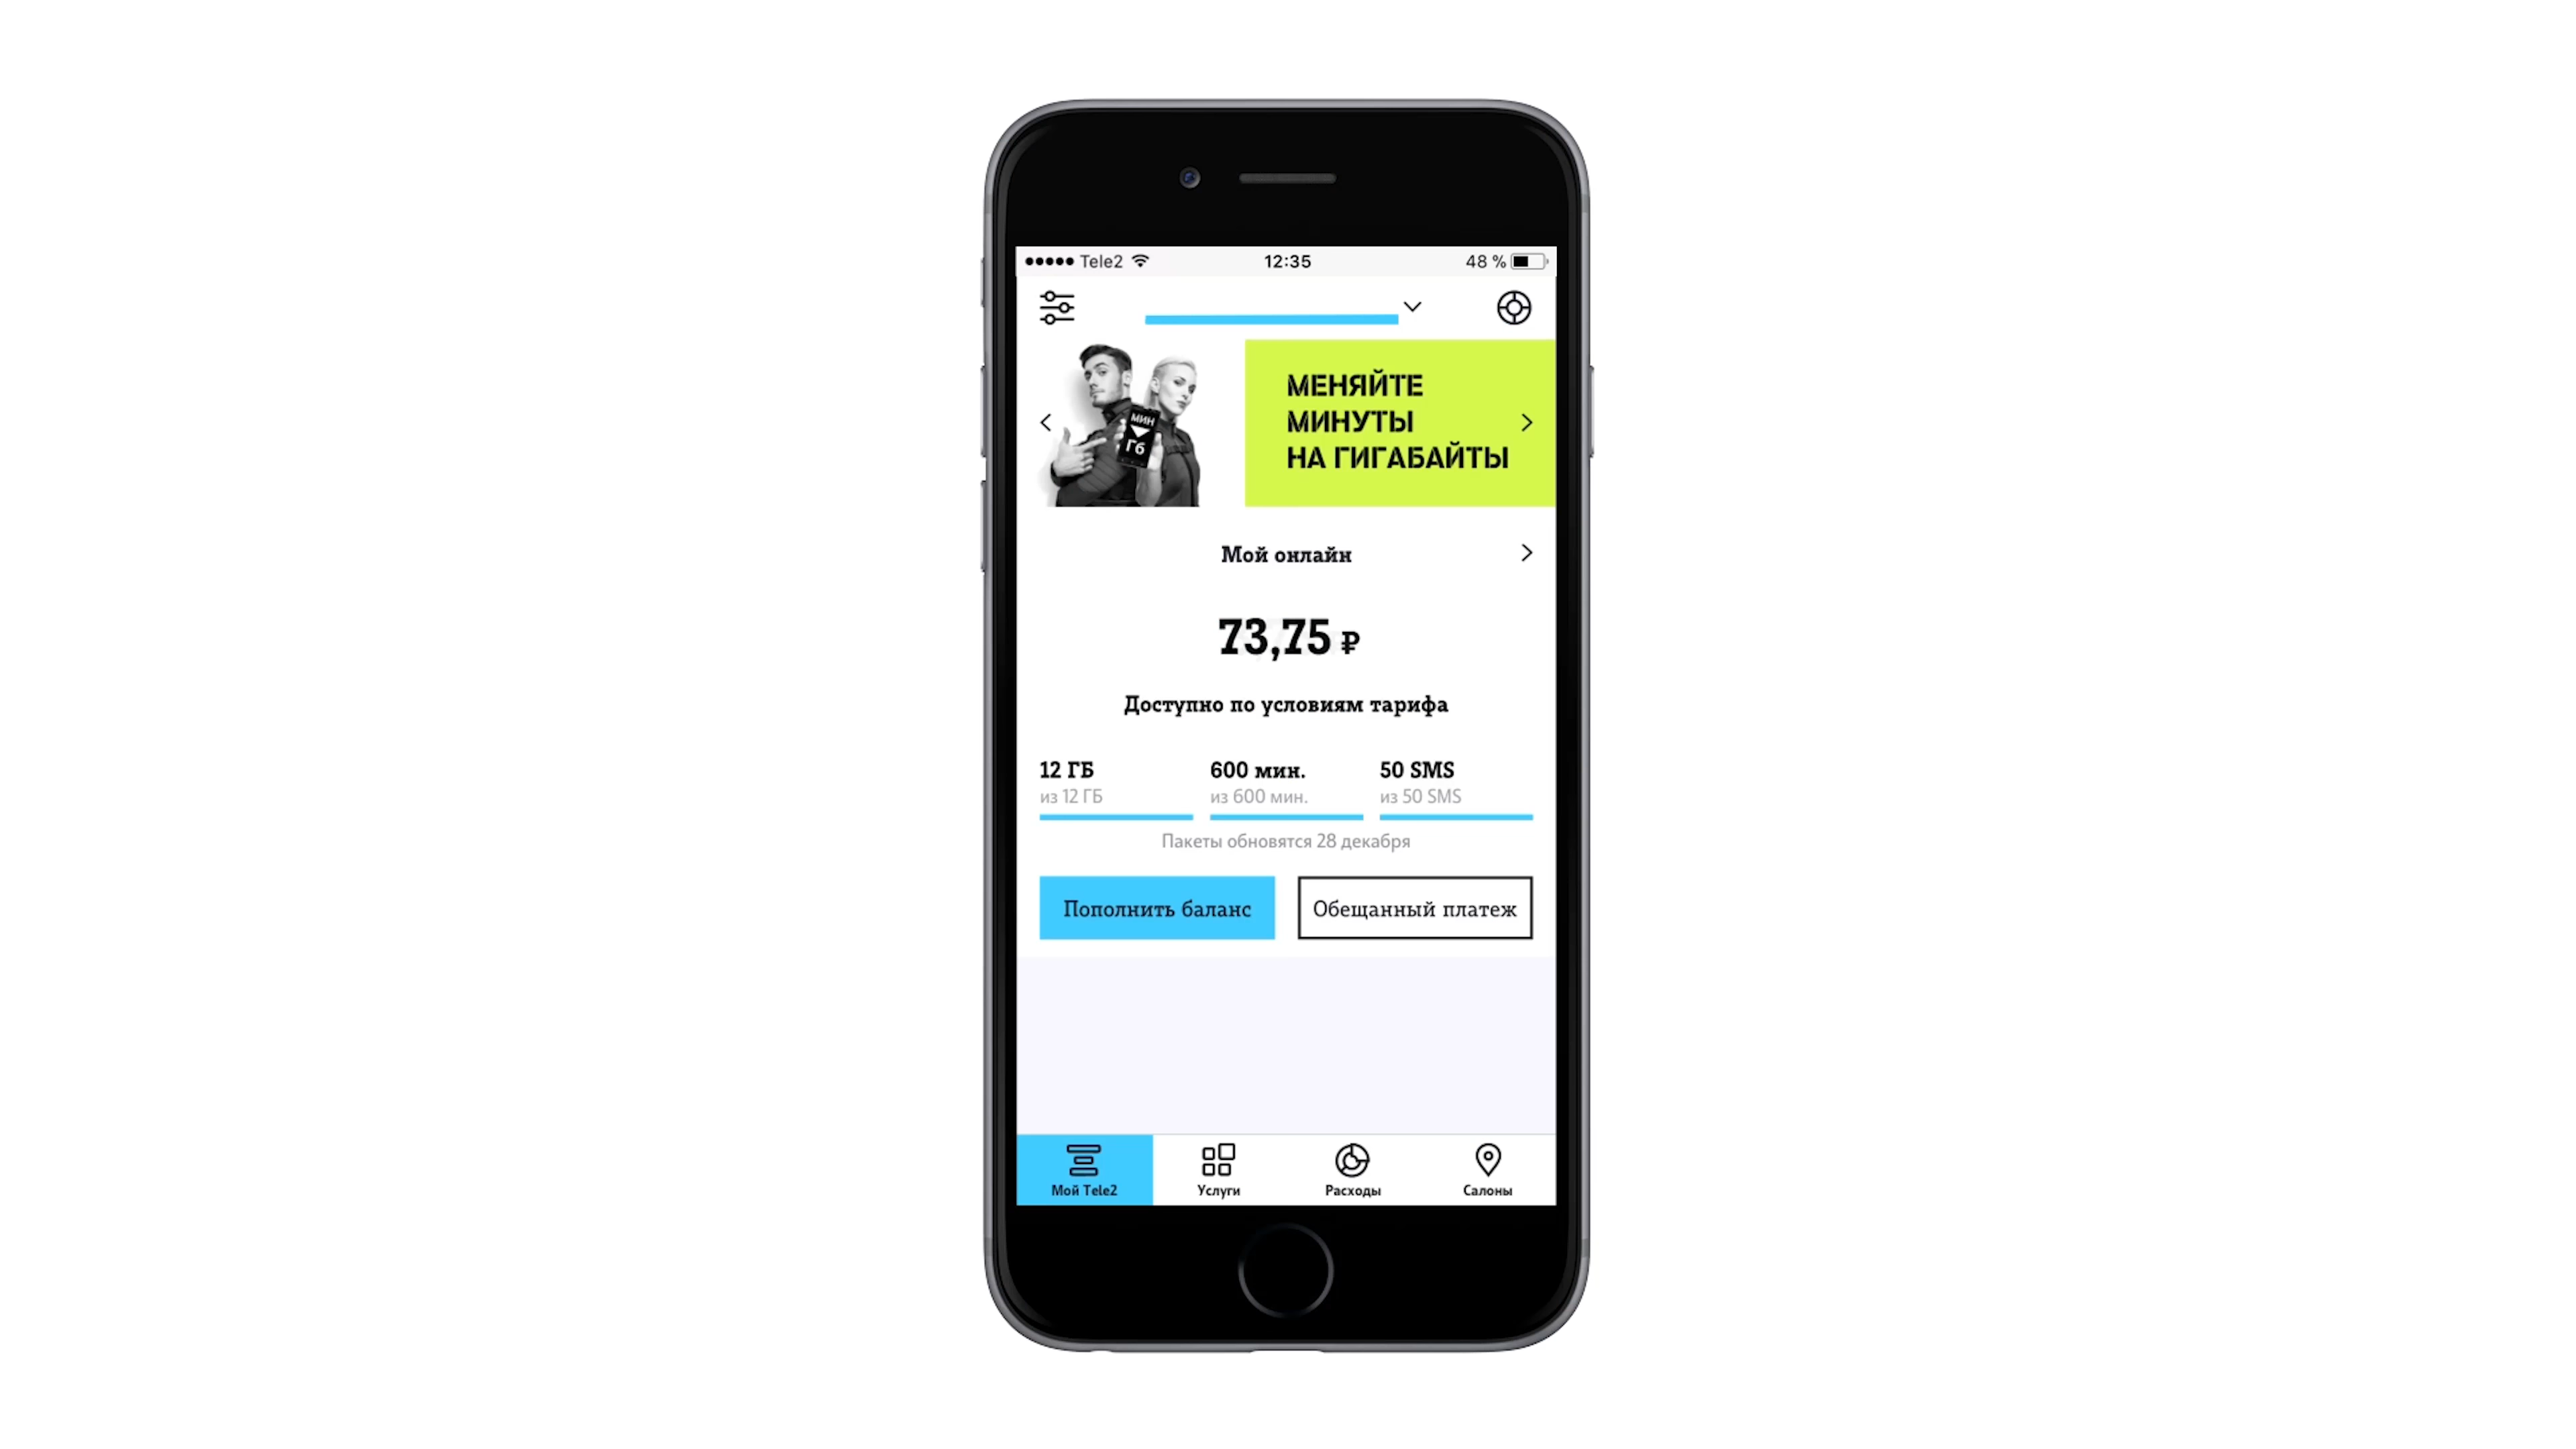 Tele2 12:35 48 %
МЕНЯЙТЕ
МИНУТЫ
НА ГИГАБАЙТЫ
МИН
Гб
Мой онлайн
73,75 ₽
Доступно по условиям тарифа
12 ГБ 600 мин. 50 SMS
из 12 ГБ из 600 мин. из 50 SMS
Пакеты обновятся 28 декабря
Пополнить баланс Обещанный платеж
Мой Tele2 Услуги Расходы Салоны